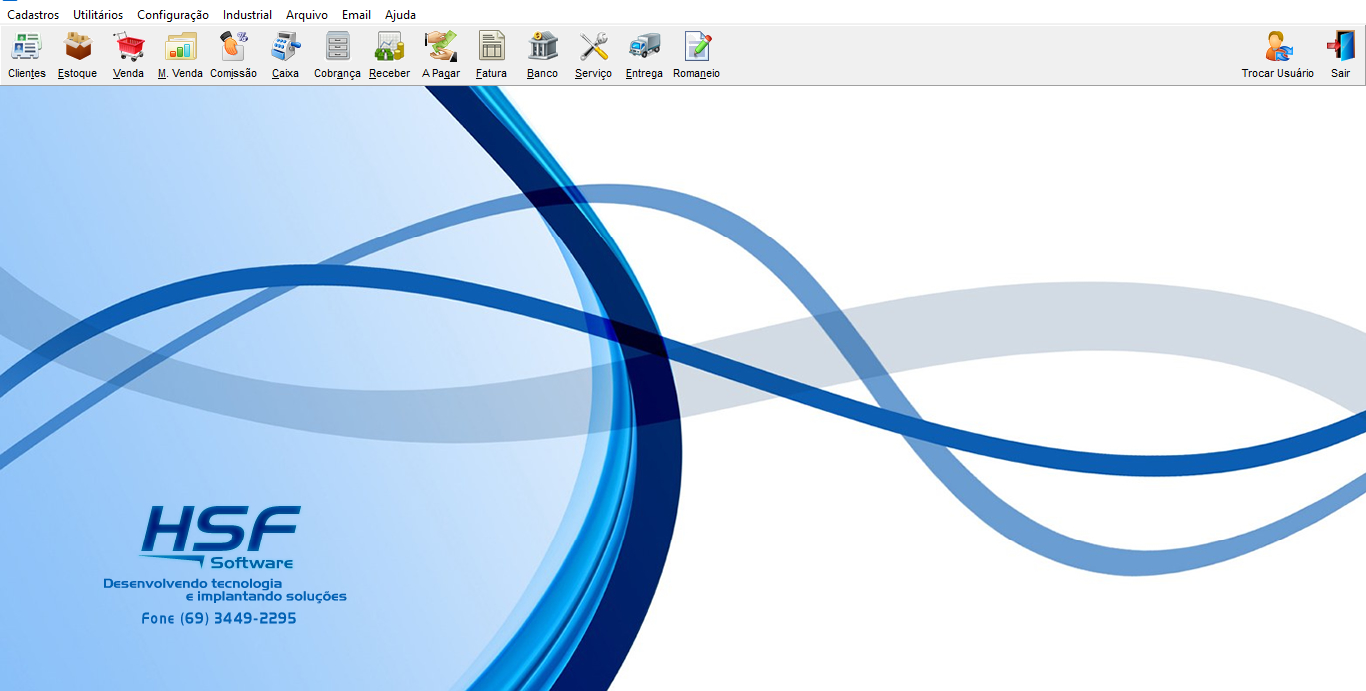 Cadastros Utilitários Configuração Industrial Arquivo Email Ajuda
Clientes Estoque Venda M. Venda Comissão Caixa Cobrança Receber A Pagar Fatura Banco Serviço Entrega Romaneio Trocar Usuário Sair
HSF
Software
Desenvolvendo tecnologia
e implantando soluções
Fone (69) 3449-2295